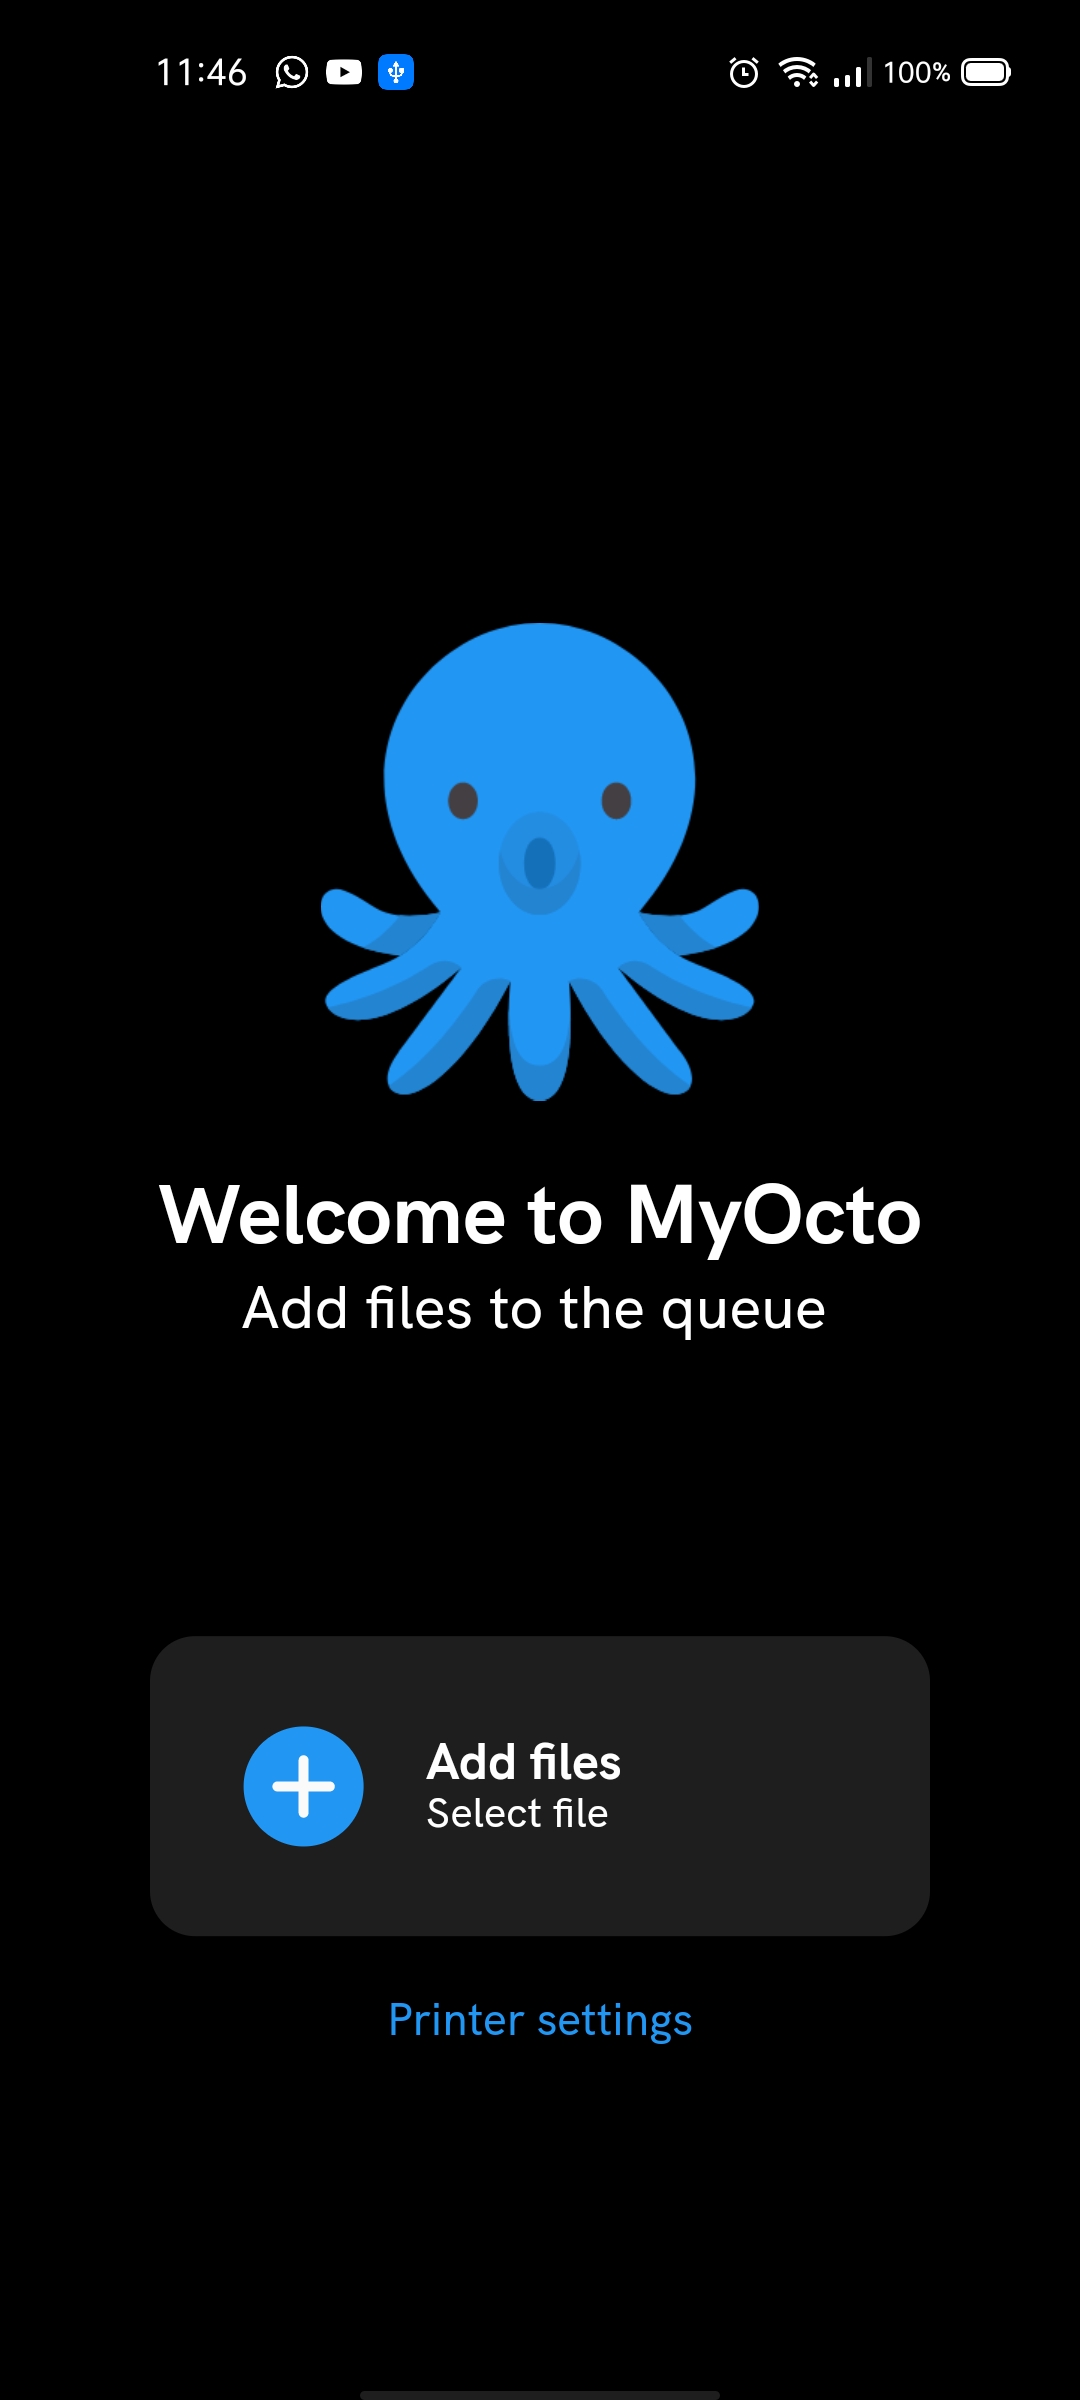 11:46 100%
Welcome to MyOcto
Add files to the queue
Add files
Select file
Printer settings